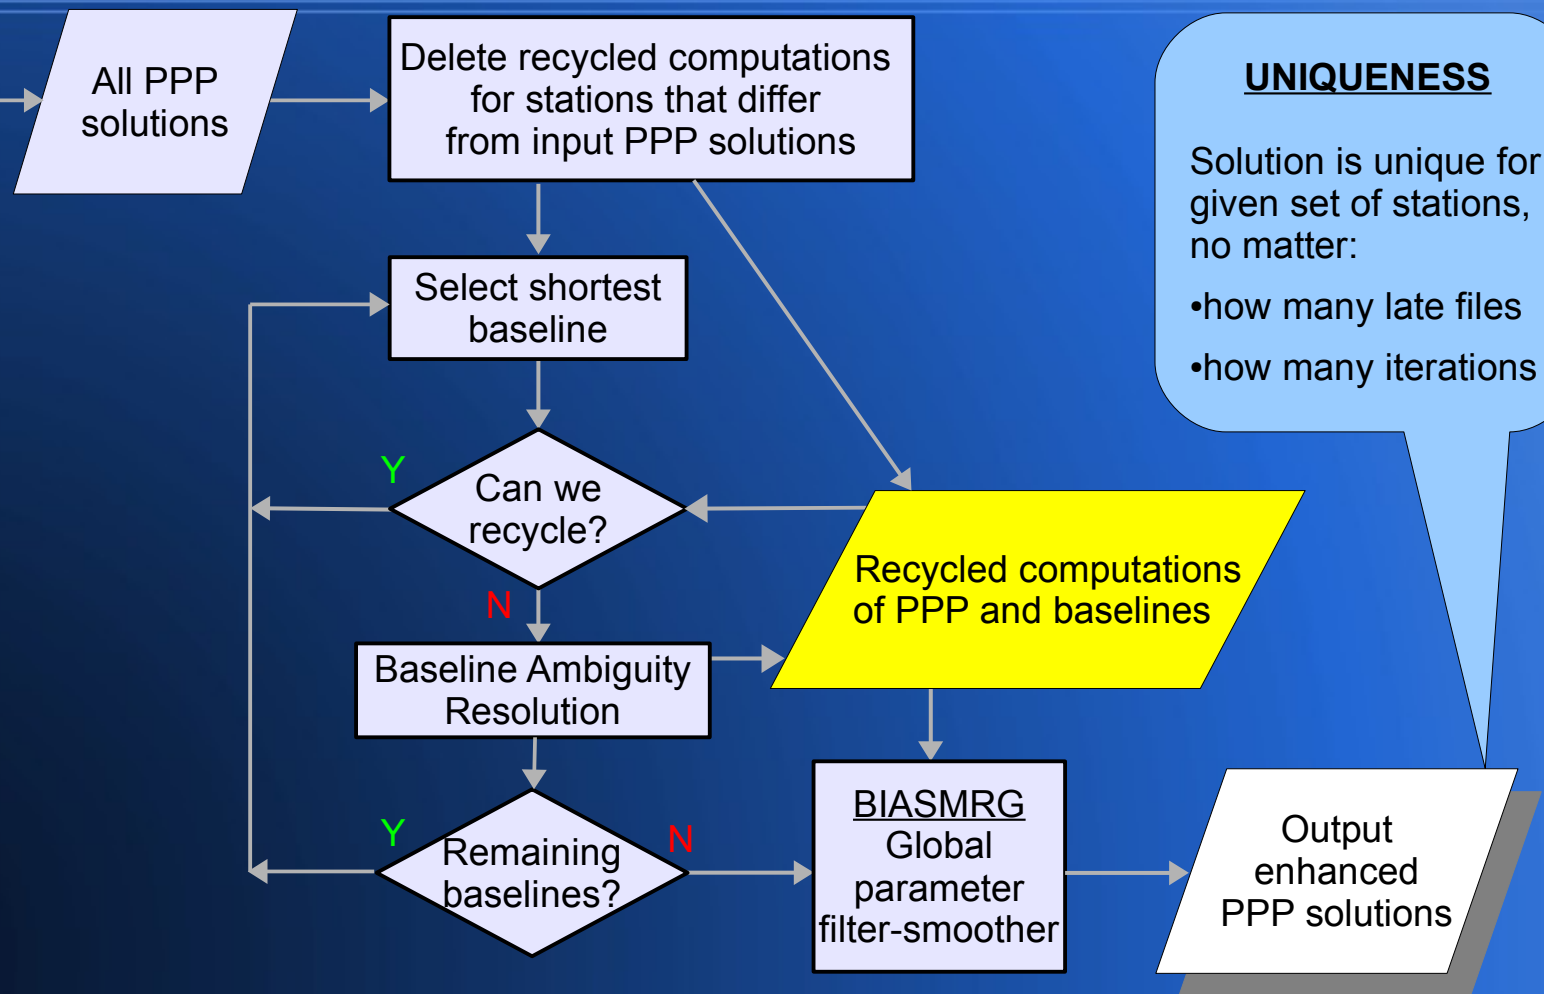 All PPP
solutions
Delete recycled computations
for stations that differ
from input PPP solutions
UNIQUENESS
Solution is unique for
given set of stations,
no matter:
•how many late files
•how many iterations
Select shortest
baseline
Y
Can we
recycle?
N
Recycled computations
of PPP and baselines
Baseline Ambiguity
Resolution
Y
Remaining
baselines?
N
BIASMRG
Global
parameter
filter-smoother
Output
enhanced
PPP solutions